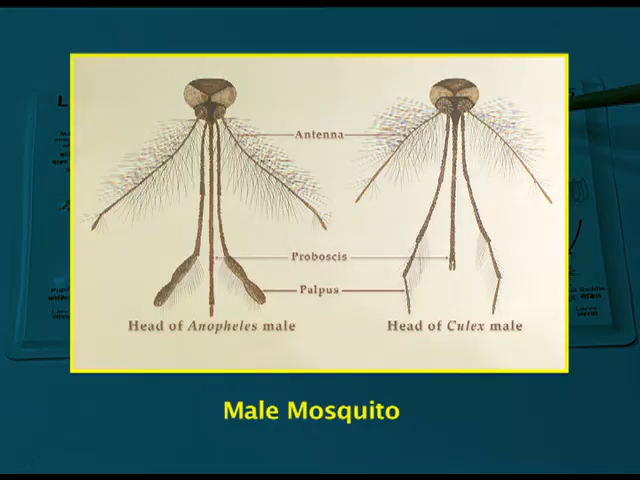 Antenna
Proboscis
Palpus
Head of Anopheles male
Head of Culex male
Male Mosquito